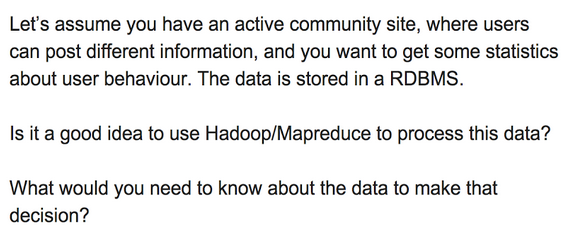 Let's assume you have an active community site, where users
can post different information, and you want to get some statistics
about user behaviour. The data is stored in a RDBMS.
Is it a good idea to use Hadoop/Mapreduce to process this data?
What would you need to know about the data to make that
decision?